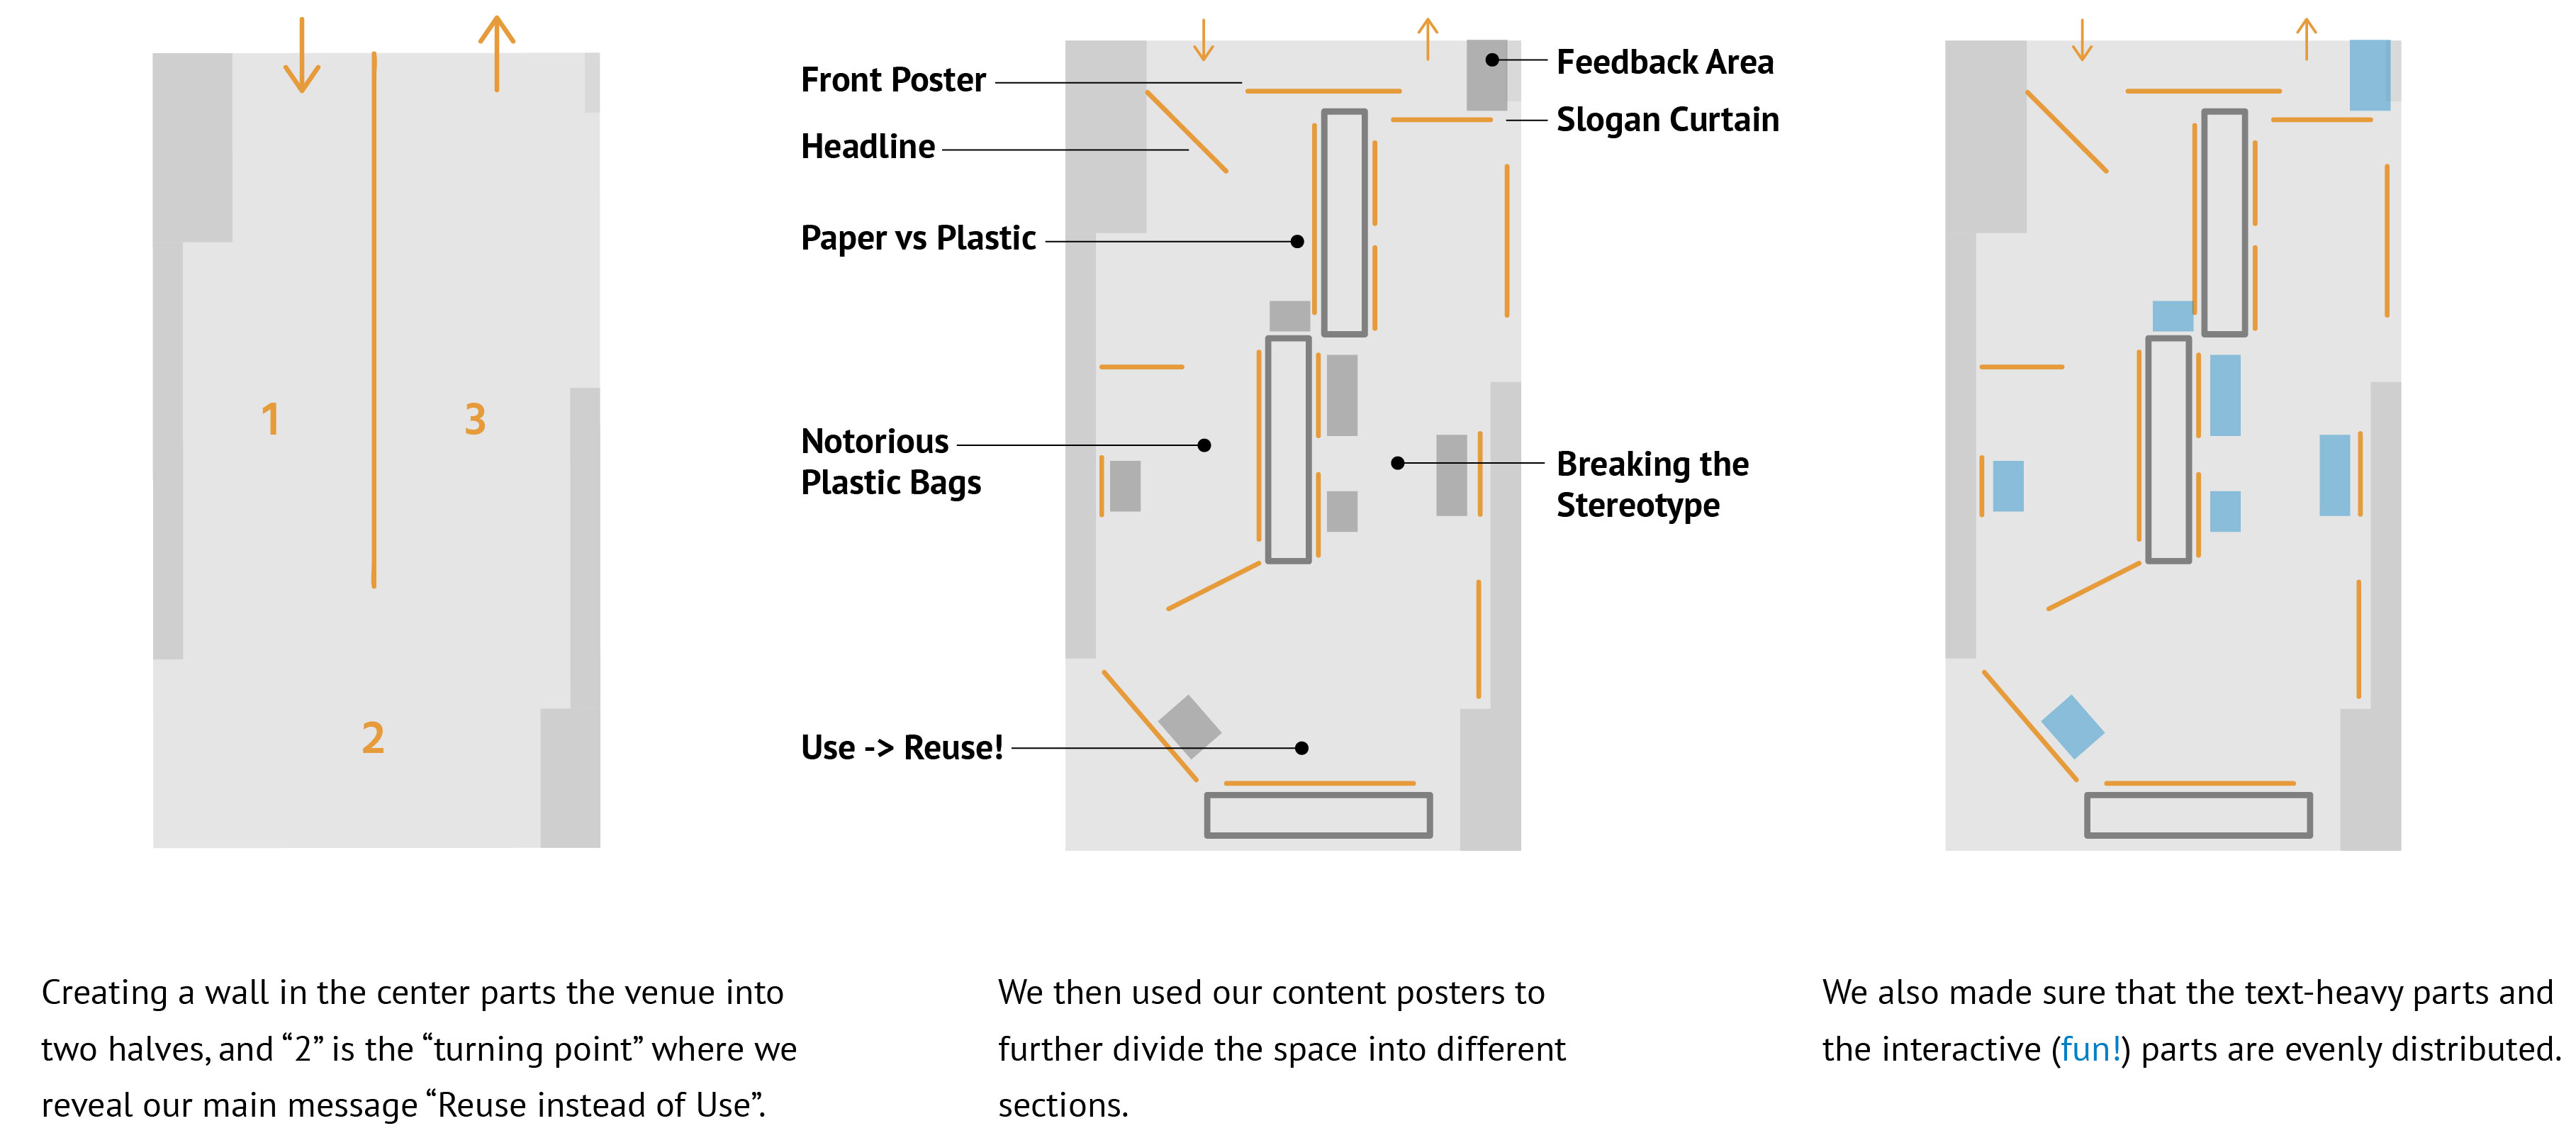 1
3
2
Front Poster
Headline
Paper vs Plastic
Notorious
Plastic Bags
Use -> Reuse!
Feedback Area
Slogan Curtain
Breaking the
Stereotype
Creating a wall in the center parts the venue into
two halves, and “2” is the “turning point” where we
reveal our main message “Reuse instead of Use”.
We then used our content posters to
further divide the space into different
sections.
We also made sure that the text-heavy parts and
the interactive (fun!) parts are evenly distributed.